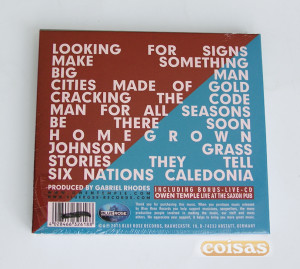 LOOKING FOR SIGNS
MAKE SOMETHING
BIG MAN
CITIES MADE OF GOLD
CRACKING THE CODE
MAN FOR ALL SEASONS
BE THERE SOON
HOMEGROWN
JOHNSON GRASS
STORIES THEY TELL
SIX NATIONS CALEDONIA
PRODUCED BY GABRIEL RHODES
INCLUDING BONUS-LIVE-CD
OWEN TEMPLE LIVE AT THE SAXON PUB
BLUE ROSE
coisas